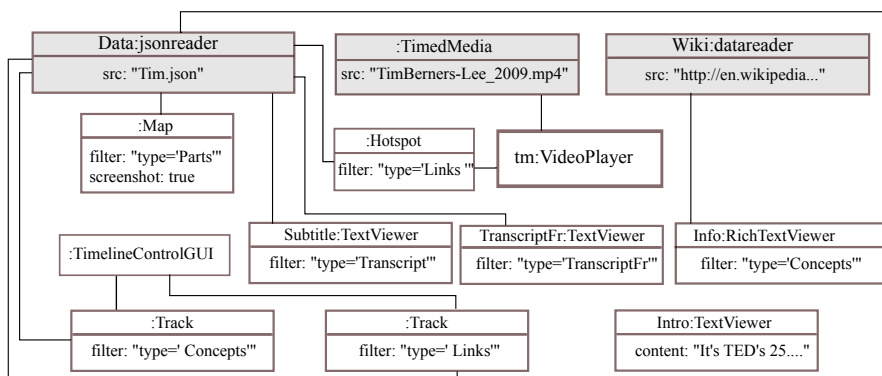 Data:jsonreader
src: "Tim.json"
:TimedMedia
src: "TimBerners-Lee_2009.mp4"
Wiki:datareader
src: "http://en.wikipedia..."
:Map
filter: "type='Parts'"
screenshot: true
:Hotspot
filter: "type='Links '"
tm:VideoPlayer
Subtitle:TextViewer
filter: "type='Transcript'"
TranscriptFr:TextViewer
filter: "type='TranscriptFr'"
Info:RichTextViewer
filter: "type='Concepts'"
:TimelineControlGUI
:Track
filter: "type=' Concepts'"
:Track
filter: "type=' Links'"
Intro:TextViewer
content: "It's TED's 25...."